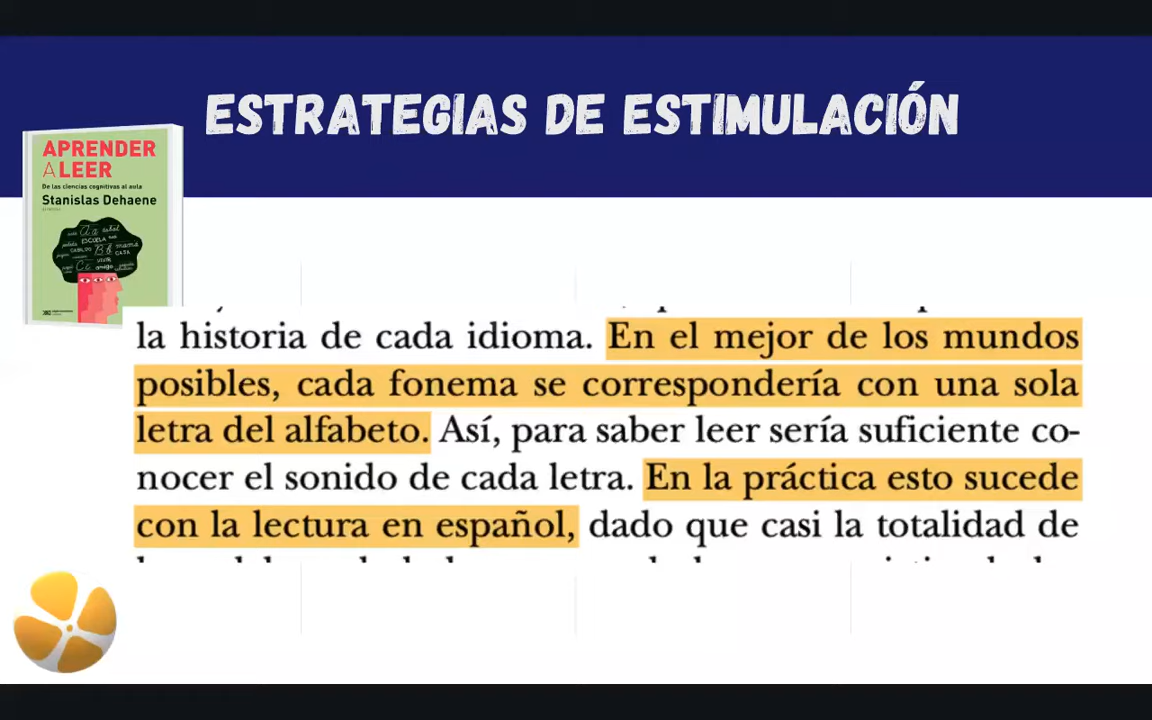 ESTRATEGIAS DE ESTIMULACIÓN
APRENDER
A LEER
De las ciencias cognitivas al aula
Stanislas Dehaene
la historia de cada idioma. En el mejor de los mundos
posibles, cada fonema se correspondería con una sola
letra del alfabeto. Así, para saber leer sería suficiente co-
nocer el sonido de cada letra. En la práctica esto sucede
con la lectura en español, dado que casi la totalidad de